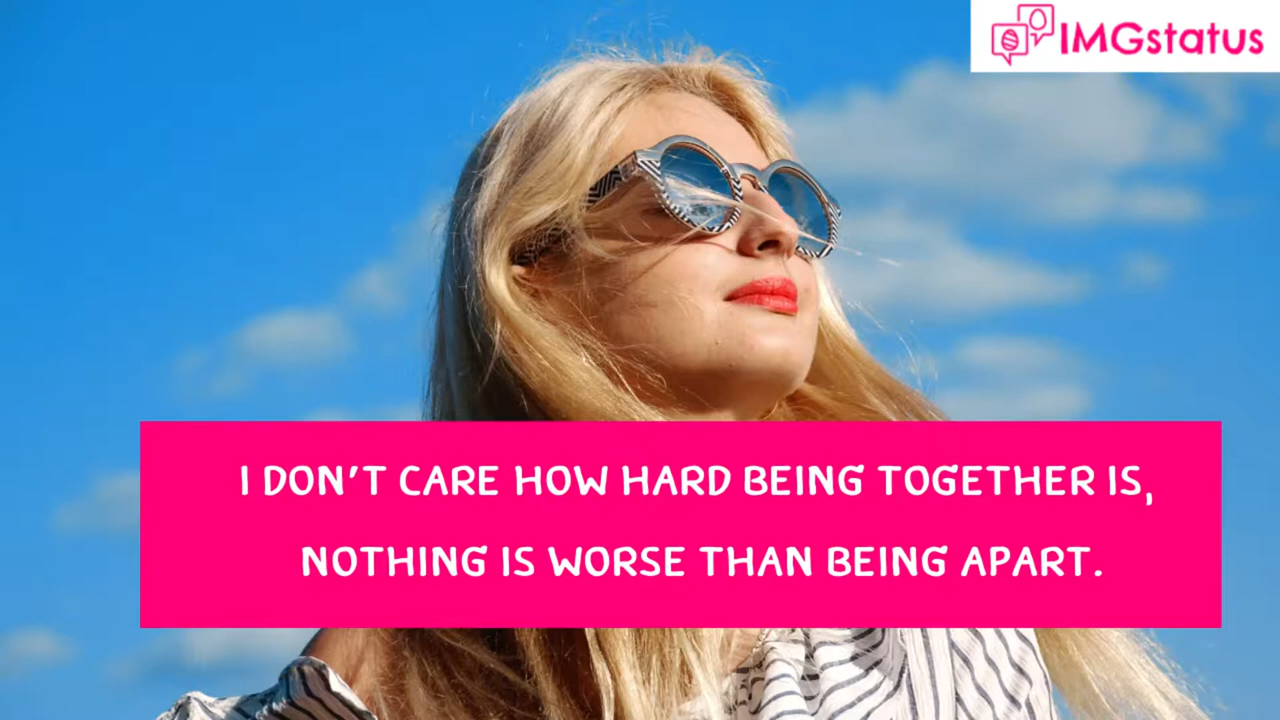 IMGstatus
I DON'T CARE HOW HARD BEING TOGETHER IS,
NOTHING IS WORSE THAN BEING APART.